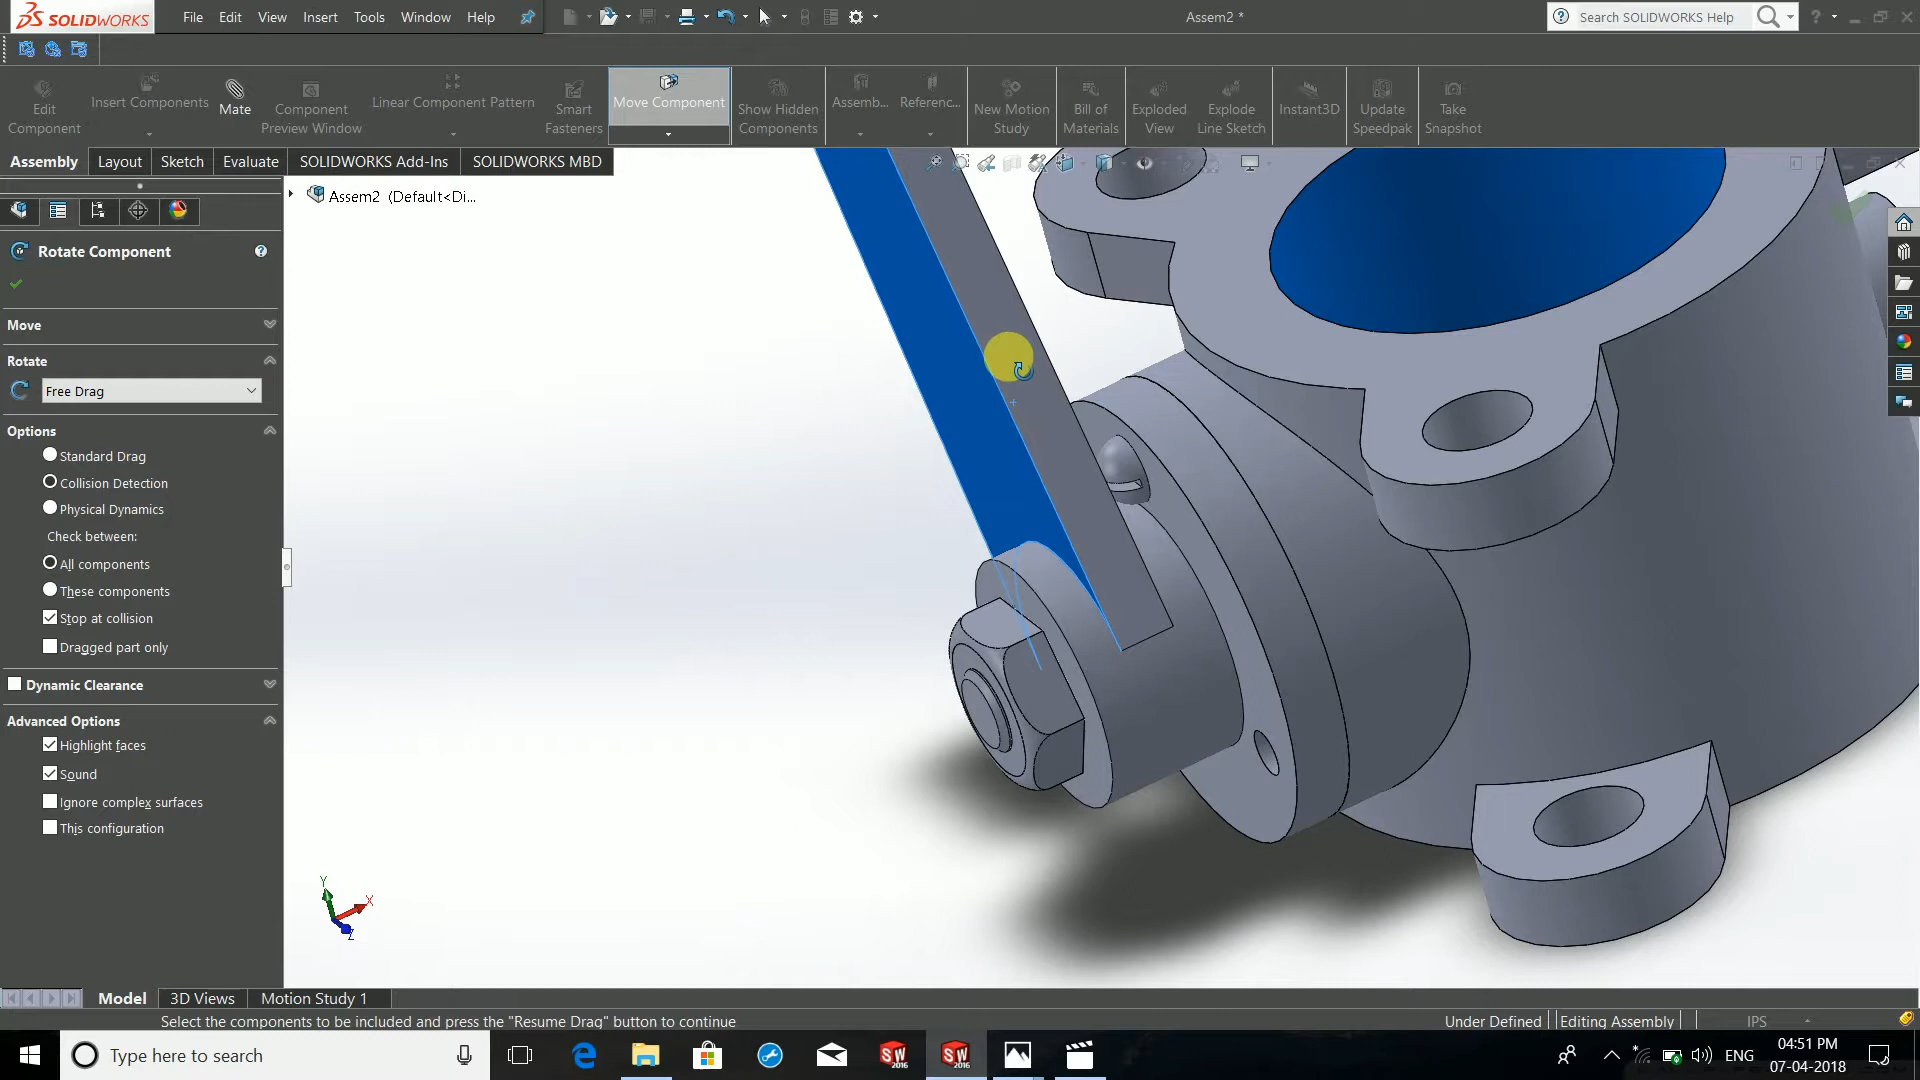 SOLIDWORKS File Edit View Insert Tools Window Help Assem2 * Search SOLIDWORKS Help
Edit Component
Insert Components
Mate
Component Preview Window
Linear Component Pattern
Smart Fasteners
Move Component
Show Hidden Components
Assemb...
Referenc...
New Motion Study
Bill of Materials
Exploded View
Explode Line Sketch
Instant3D
Update Speedpak
Take Snapshot
Assembly Layout Sketch Evaluate SOLIDWORKS Add-Ins SOLIDWORKS MBD
Assem2 (Default<Di...
Rotate Component
Move
Rotate
Free Drag
Options
Standard Drag
Collision Detection
Physical Dynamics
Check between:
All components
These components
Stop at collision
Dragged part only
Dynamic Clearance
Advanced Options
Highlight faces
Sound
Ignore complex surfaces
This configuration
Y
X
Z
Model 3D Views Motion Study 1
Select the components to be included and press the "Resume Drag" button to continue Under Defined Editing Assembly IPS
Type here to search
SW 2016
SW 2016
ENG
04:51 PM
07-04-2018